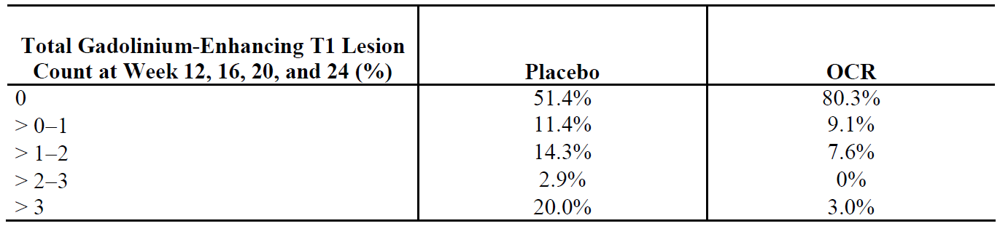 Total Gadolinium-Enhancing T1 Lesion
Count at Week 12, 16, 20, and 24 (%) Placebo OCR
0 51.4% 80.3%
> 0–1 11.4% 9.1%
> 1–2 14.3% 7.6%
> 2–3 2.9% 0%
> 3 20.0% 3.0%